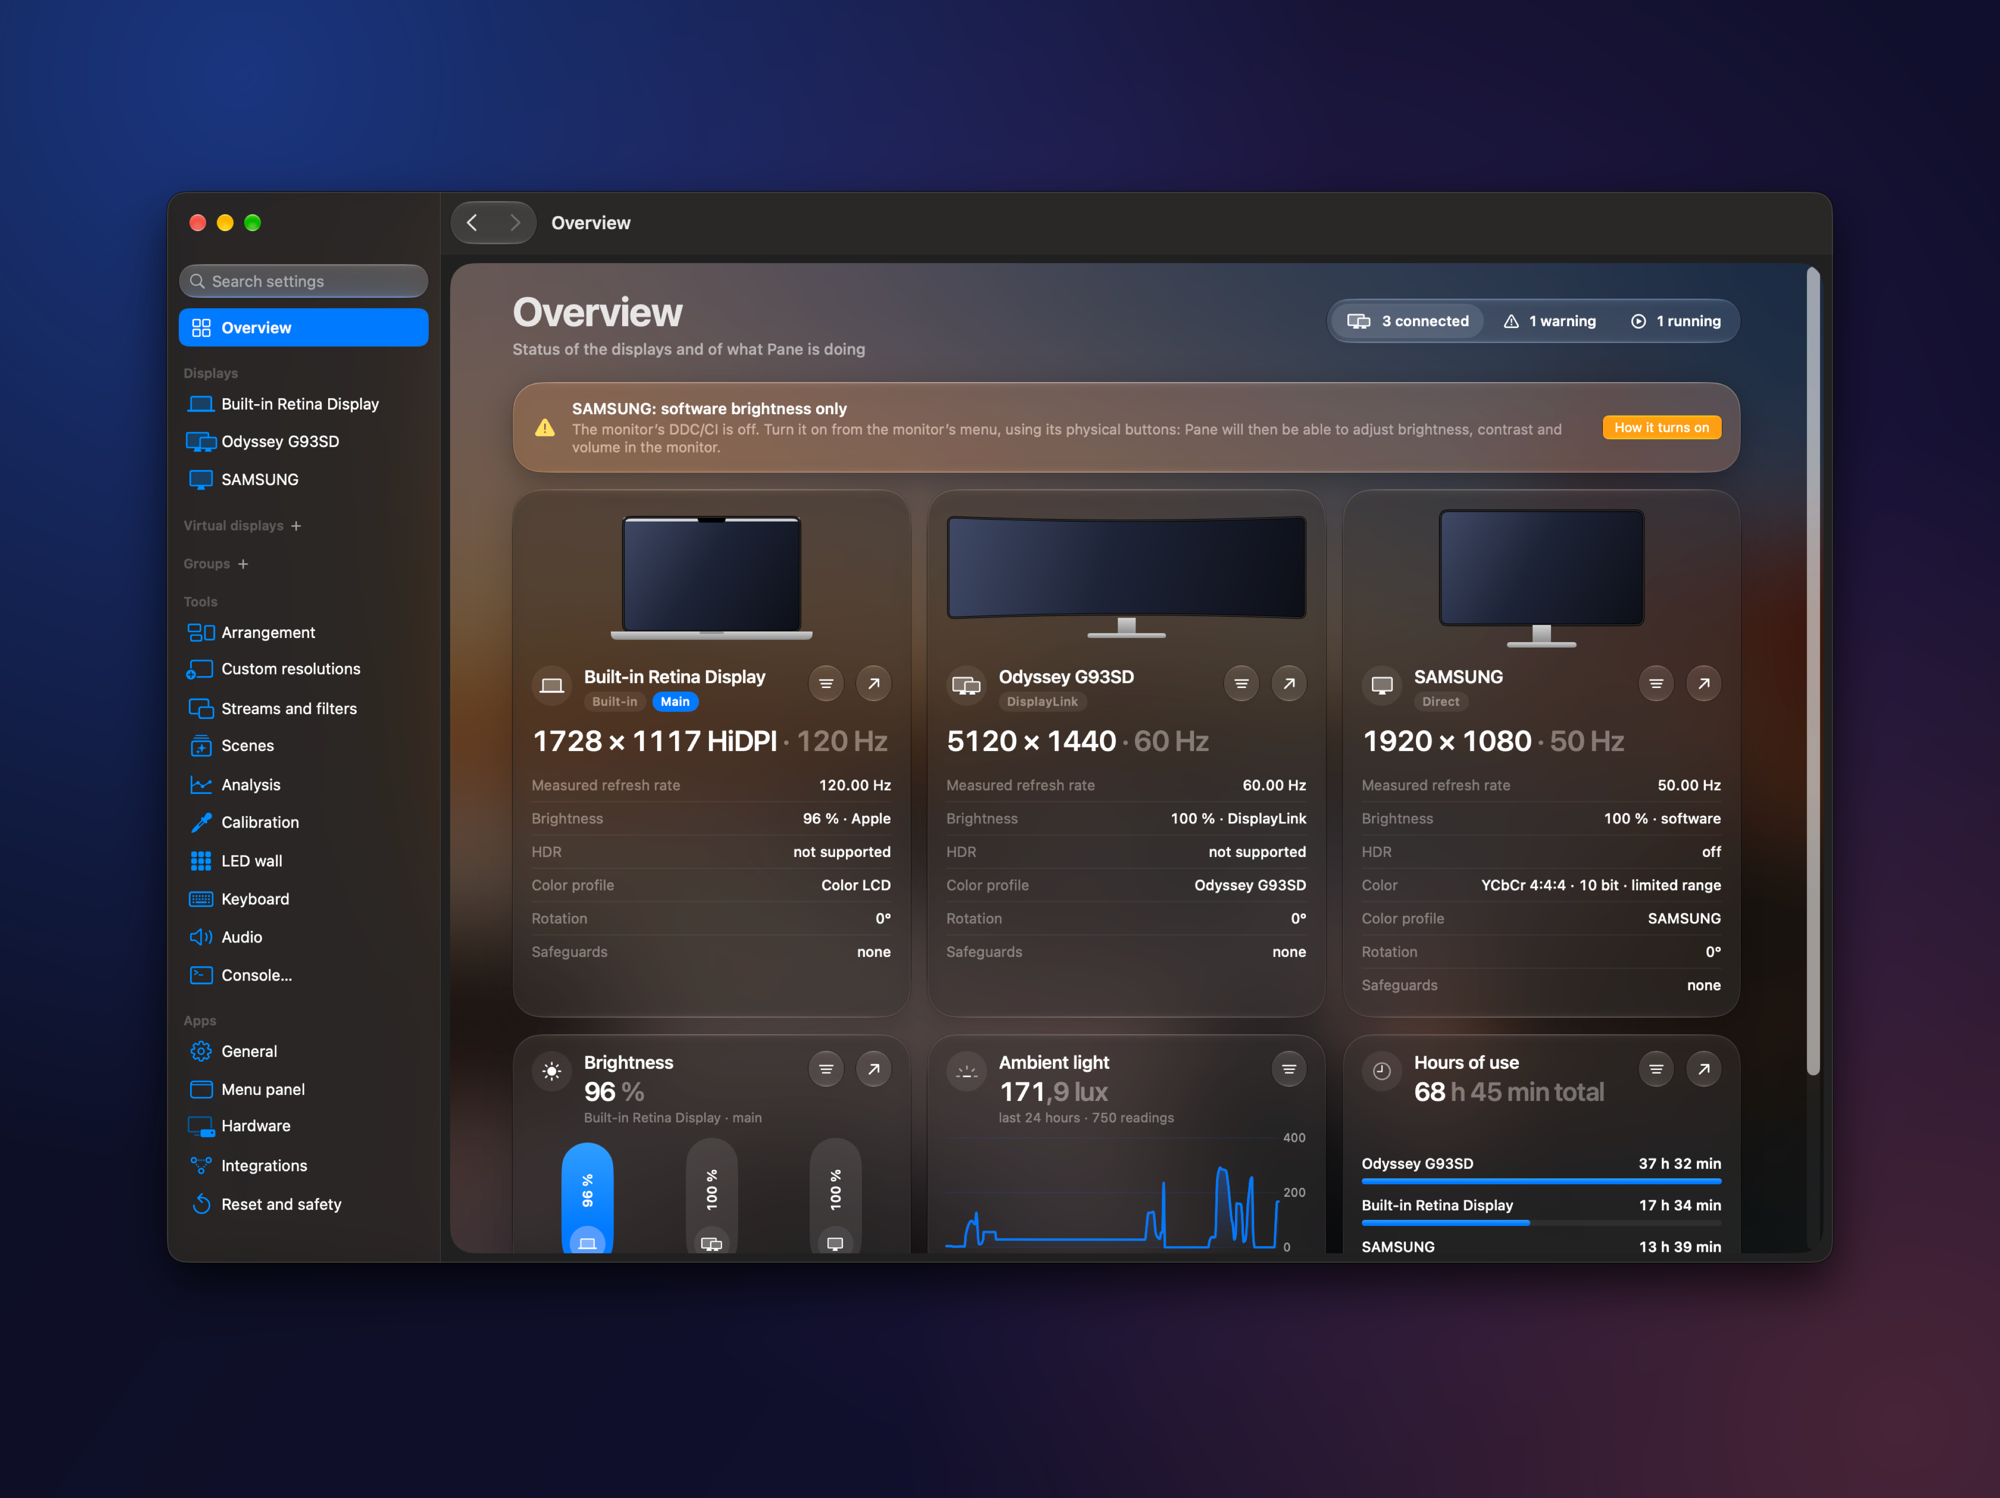 Overview
Search settings
Overview
Displays
Built-in Retina Display
Odyssey G93SD
SAMSUNG
Virtual displays +
Groups +
Tools
Arrangement
Custom resolutions
Streams and filters
Scenes
Analysis
Calibration
LED wall
Keyboard
Audio
Console...
Apps
General
Menu panel
Hardware
Integrations
Reset and safety
Overview
Status of the displays and of what Pane is doing
3 connected
1 warning
1 running
SAMSUNG: software brightness only
The monitor’s DDC/CI is off. Turn it on from the monitor’s menu, using its physical buttons: Pane will then be able to adjust brightness, contrast and
volume in the monitor.
How it turns on
Built-in Retina Display
Built-in Main
1728 × 1117 HiDPI · 120 Hz
Measured refresh rate 120.00 Hz
Brightness 96 % · Apple
HDR not supported
Color profile Color LCD
Rotation 0°
Safeguards none
Odyssey G93SD
DisplayLink
5120 × 1440 · 60 Hz
Measured refresh rate 60.00 Hz
Brightness 100 % · DisplayLink
HDR not supported
Color profile Odyssey G93SD
Rotation 0°
Safeguards none
SAMSUNG
Direct
1920 × 1080 · 50 Hz
Measured refresh rate 50.00 Hz
Brightness 100 % · software
HDR off
Color YCbCr 4:4:4 · 10 bit · limited range
Color profile SAMSUNG
Rotation 0°
Safeguards none
Brightness
96 %
Built-in Retina Display · main
96 %
100 %
100 %
Ambient light
171,9 lux
last 24 hours · 750 readings
400
200
0
Hours of use
68 h 45 min total
Odyssey G93SD 37 h 32 min
Built-in Retina Display 17 h 34 min
SAMSUNG 13 h 39 min